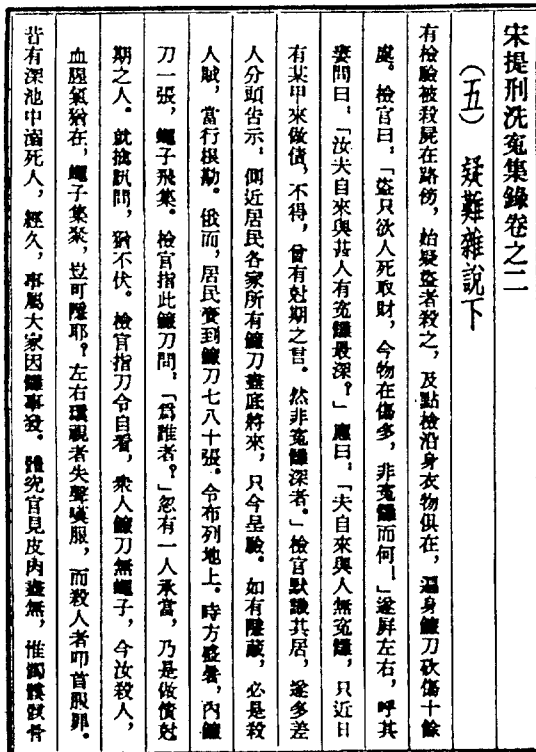 宋提刑洗冤集錄卷之二
（五） 疑難雜說下
有檢驗被殺屍在路傍，始疑盜者殺之，及點檢沿身衣物俱在，遍身鐮刀砍傷十餘
處。檢官曰，「盜只欲人死取財，今物在傷多，非冤讎而何。」遂屏左右，呼其
妻問曰，「汝夫自來與甚人有冤讎最深？」應曰，「夫自來與人無冤讎，只近日
有某甲來做債，不得，曾有尅期之言。然非冤讎深者。」檢官默識其居，遂多差
人分頭告示，側近居民各家所有鐮刀盡底將來，只今呈驗。如有隱藏，必是殺
人賊，當行根勘。俄而，居民賫到鐮刀七八十張。令布列地上。時方盛暑，內鐮
刀一張，蠅子飛集。檢官指此鐮刀問，「爲誰者？」忽有一人承當，乃是做債尅
期之人。就擒訊問，猶不伏。檢官指刀令自看，衆人鐮刀無蠅子，今汝殺人，
血腥氣猶在，蠅子集聚，豈可隱耶？左右環視者失聲嘆服，而殺人者叩首服罪。
昔有深池中溺死人，經久，事屬大家因讎事發。體究官見皮肉盡無，惟髑髏骸骨